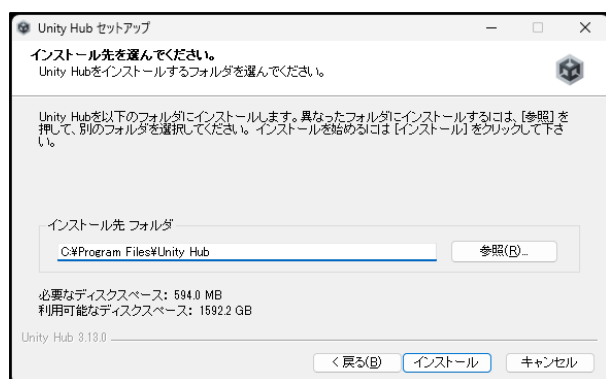 Unity Hub セットアップ
インストール先を選んでください。
Unity Hubをインストールするフォルダを選んでください。
Unity Hubを以下のフォルダにインストールします。異なったフォルダにインストールするには、[参照] を
押して、別のフォルダを選択してください。インストールを始めるには [インストール] をクリックして下さ
い。
インストール先 フォルダ
C:¥Program Files¥Unity Hub
参照(R)...
必要なディスクスペース: 594.0 MB
利用可能なディスクスペース: 1592.2 GB
Unity Hub 3.13.0
< 戻る(B) インストール キャンセル